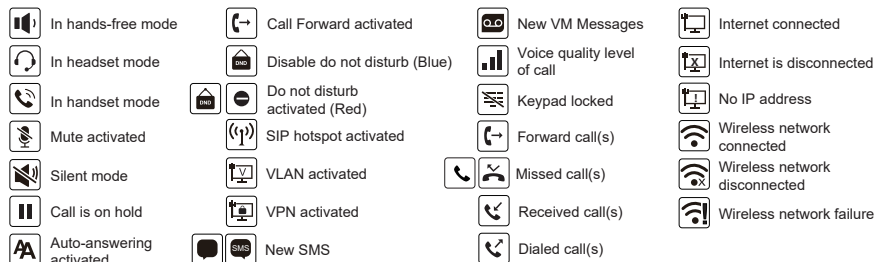 In hands-free mode
In headset mode
In handset mode
Mute activated
Silent mode
Call is on hold
AA
Auto-answering
activated
Call Forward activated
DND
Disable do not disturb (Blue)
DND
Do not disturb
activated (Red)
SIP hotspot activated
V
VLAN activated
VPN activated
SMS
New SMS
New VM Messages
Voice quality level
of call
Keypad locked
Forward call(s)
Missed call(s)
Received call(s)
Dialed call(s)
Internet connected
X
Internet is disconnected
!
No IP address
Wireless network
connected
X
Wireless network
disconnected
!
Wireless network failure